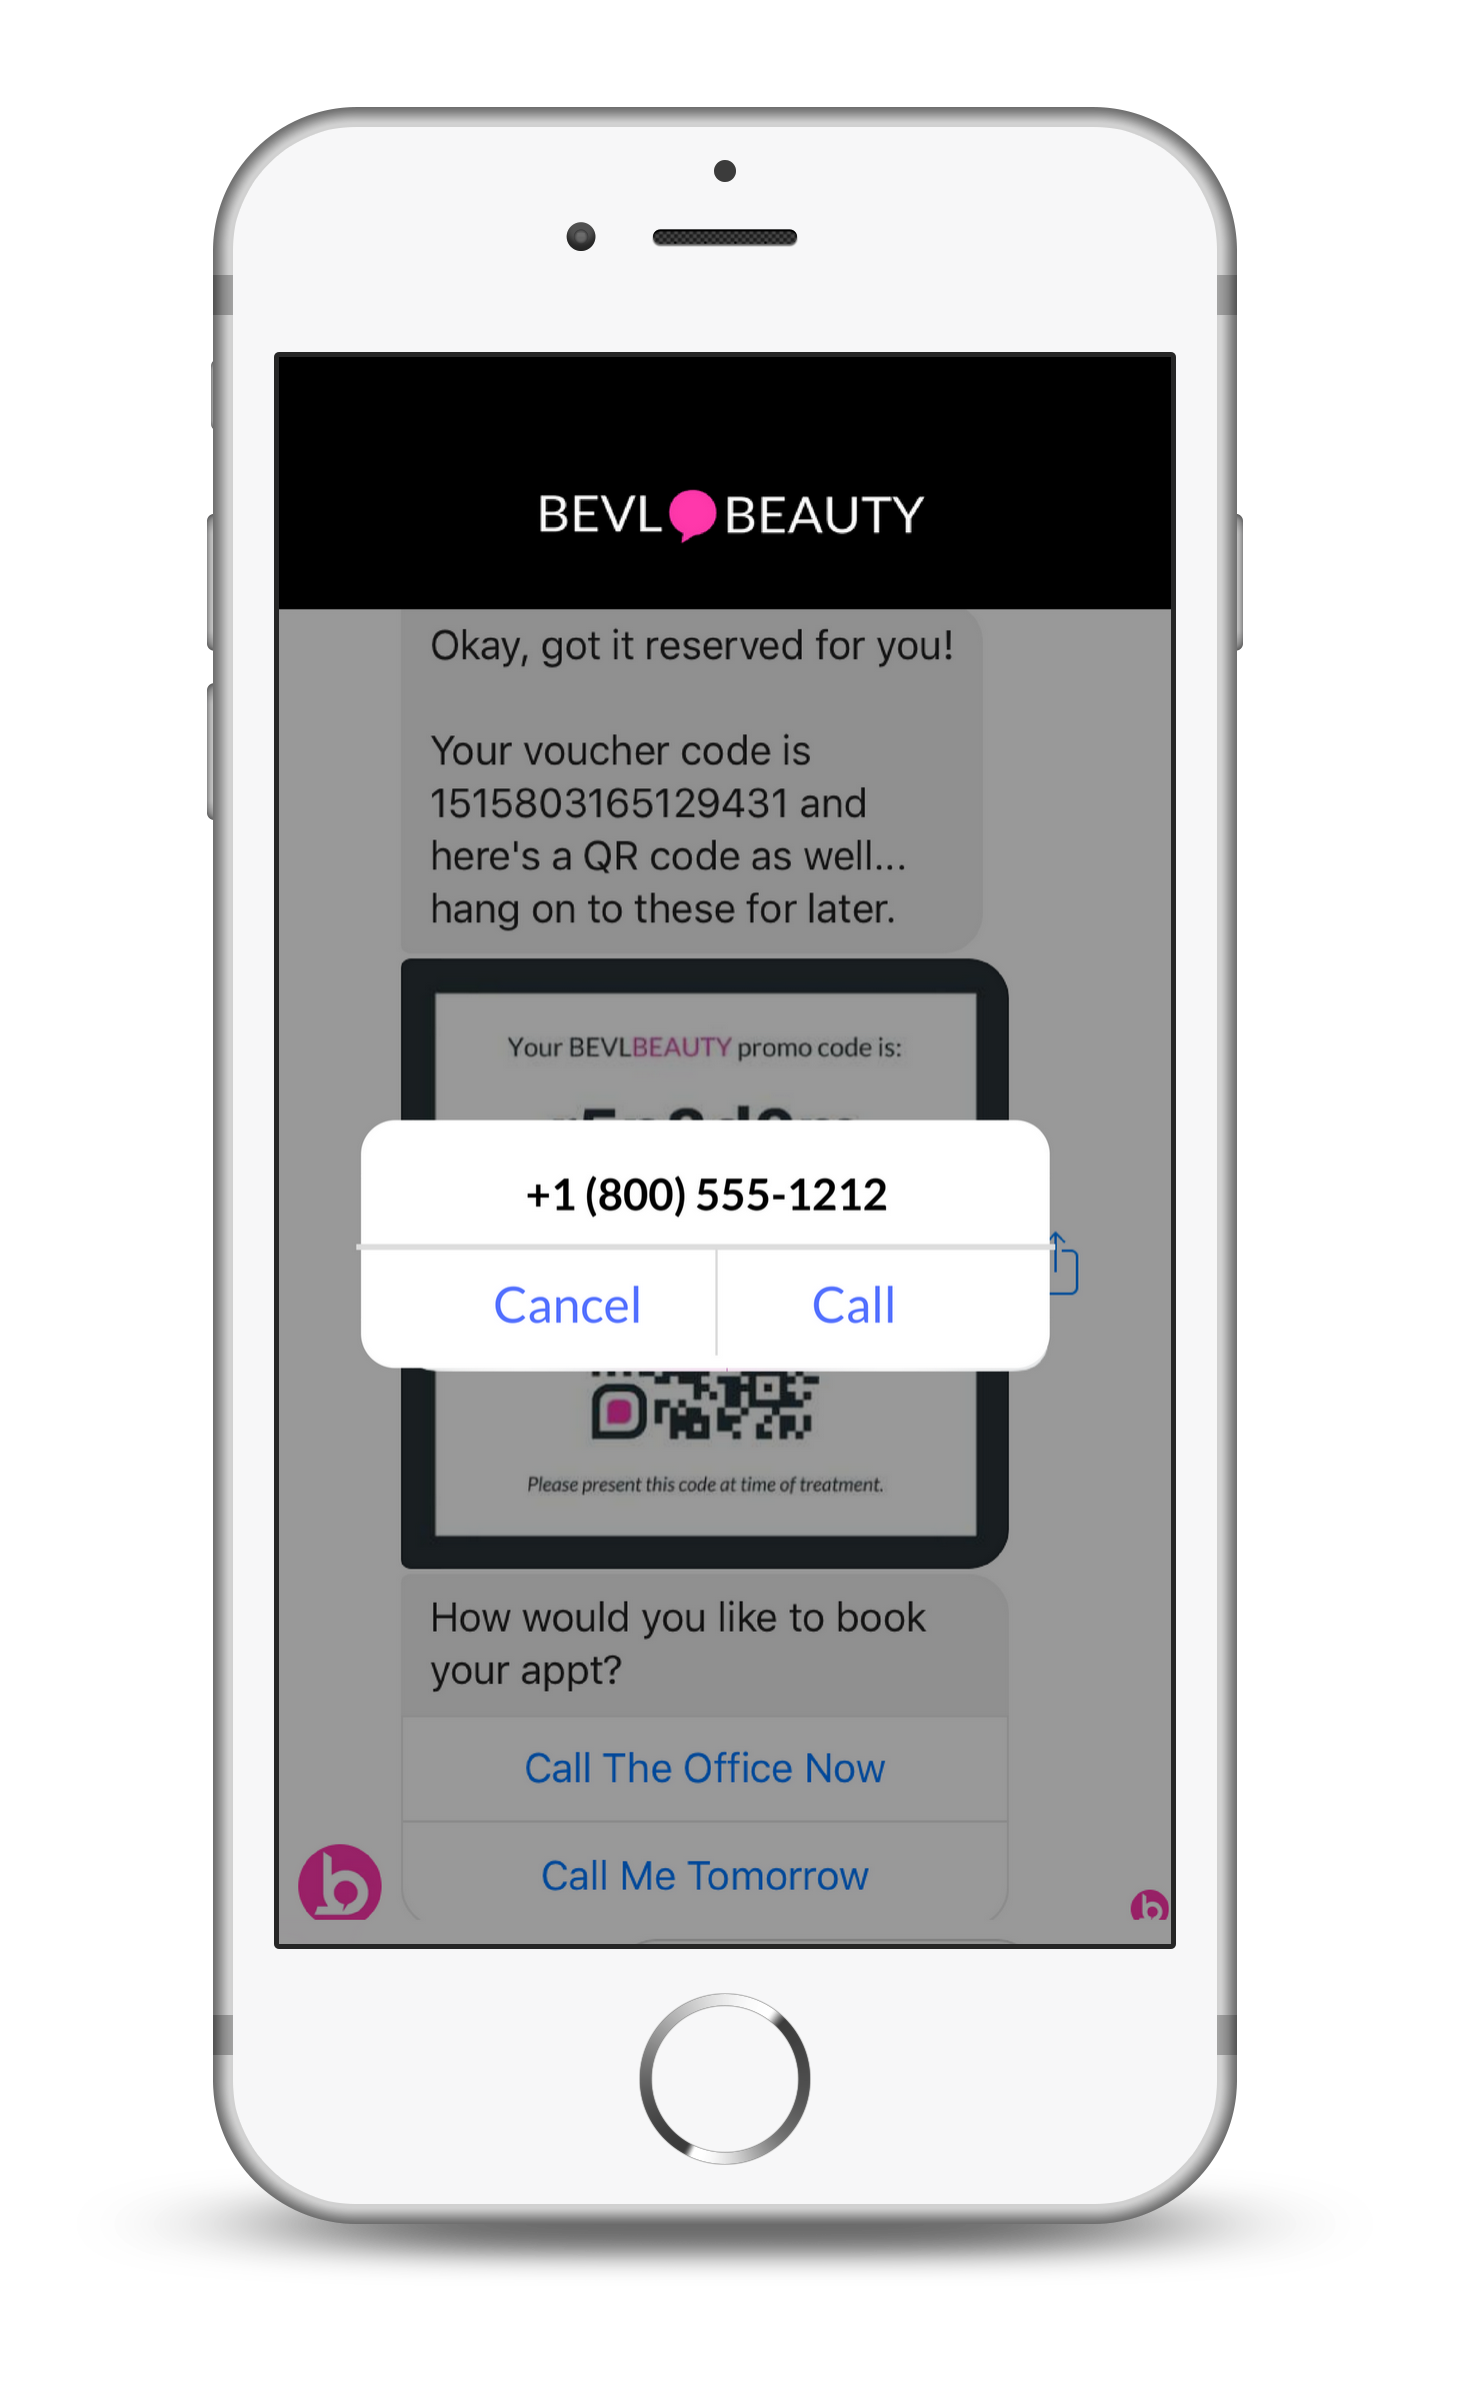 BEVL BEAUTY
Okay, got it reserved for you!
Your voucher code is
1515803165129431 and
here's a QR code as well...
hang on to these for later.
Your BEVLBEAUTY promo code is:
+1 (800) 555-1212
Cancel
Call
Please present this code at time of treatment.
How would you like to book
your appt?
Call The Office Now
Call Me Tomorrow